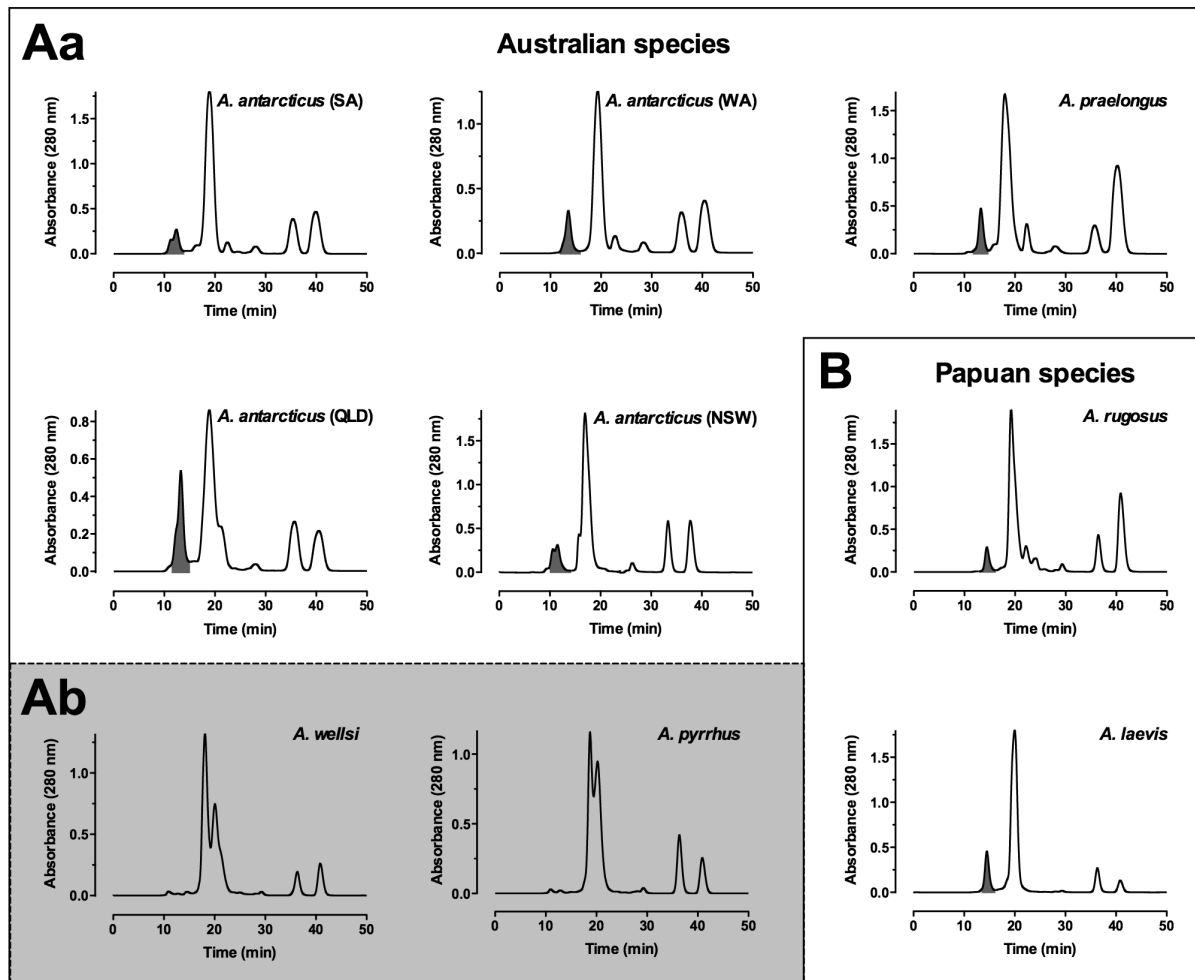 Aa
Australian species
A. antarcticus (SA)
Absorbance (280 nm)
1.5
1.0
0.5
0.0
0 10 20 30 40 50
Time (min)
A. antarcticus (WA)
Absorbance (280 nm)
1.0
0.5
0.0
0 10 20 30 40 50
Time (min)
A. praelongus
Absorbance (280 nm)
1.5
1.0
0.5
0.0
0 10 20 30 40 50
Time (min)
A. antarcticus (QLD)
Absorbance (280 nm)
0.8
0.6
0.4
0.2
0.0
0 10 20 30 40 50
Time (min)
A. antarcticus (NSW)
Absorbance (280 nm)
1.5
1.0
0.5
0.0
0 10 20 30 40 50
Time (min)
B
Papuan species
A. rugosus
Absorbance (280 nm)
1.5
1.0
0.5
0.0
0 10 20 30 40 50
Time (min)
Ab
A. wellsi
Absorbance (280 nm)
1.0
0.5
0.0
0 10 20 30 40 50
Time (min)
A. pyrrhus
Absorbance (280 nm)
1.0
0.5
0.0
0 10 20 30 40 50
Time (min)
A. laevis
Absorbance (280 nm)
1.5
1.0
0.5
0.0
0 10 20 30 40 50
Time (min)